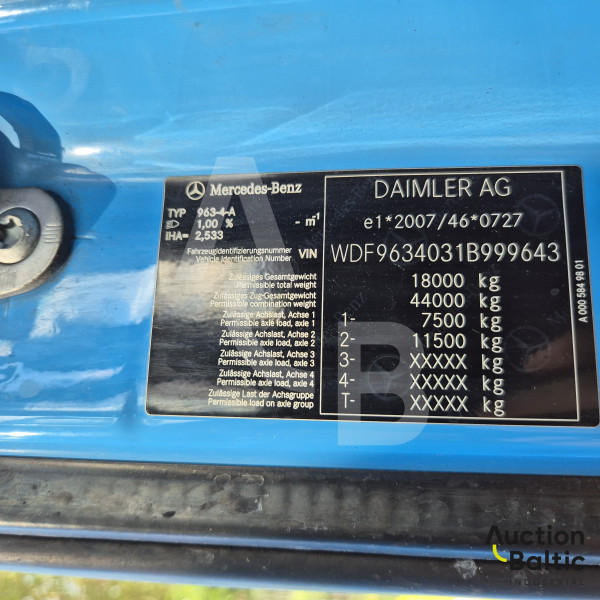 Mercedes-Benz
DAIMLER AG
TYP 963-4-A
1,00 % - m-1
IHA= 2,533
e1*2007/46*0727
Fahrzeugidentifizierungsnummer
Vehicle Identification Number VIN WDF9634031B999643
Zulässiges Gesamtgewicht
Permissible total weight 18000 kg
Zulässiges Zug-Gesamtgewicht
Permissible combination weight 44000 kg
Zulässige Achslast, Achse 1
Permissible axle load, axle 1 1- 7500 kg
Zulässige Achslast, Achse 2
Permissible axle load, axle 2 2- 11500 kg
Zulässige Achslast, Achse 3
Permissible axle load, axle 3 3- XXXXX kg
Zulässige Achslast, Achse 4
Permissible axle load, axle 4 4- XXXXX kg
Zulässige Last der Achsgruppe
Permissible load on axle group T- XXXXX kg
A 000 584 98 01
A
B
Auction
Baltic
INDUSTRIAL